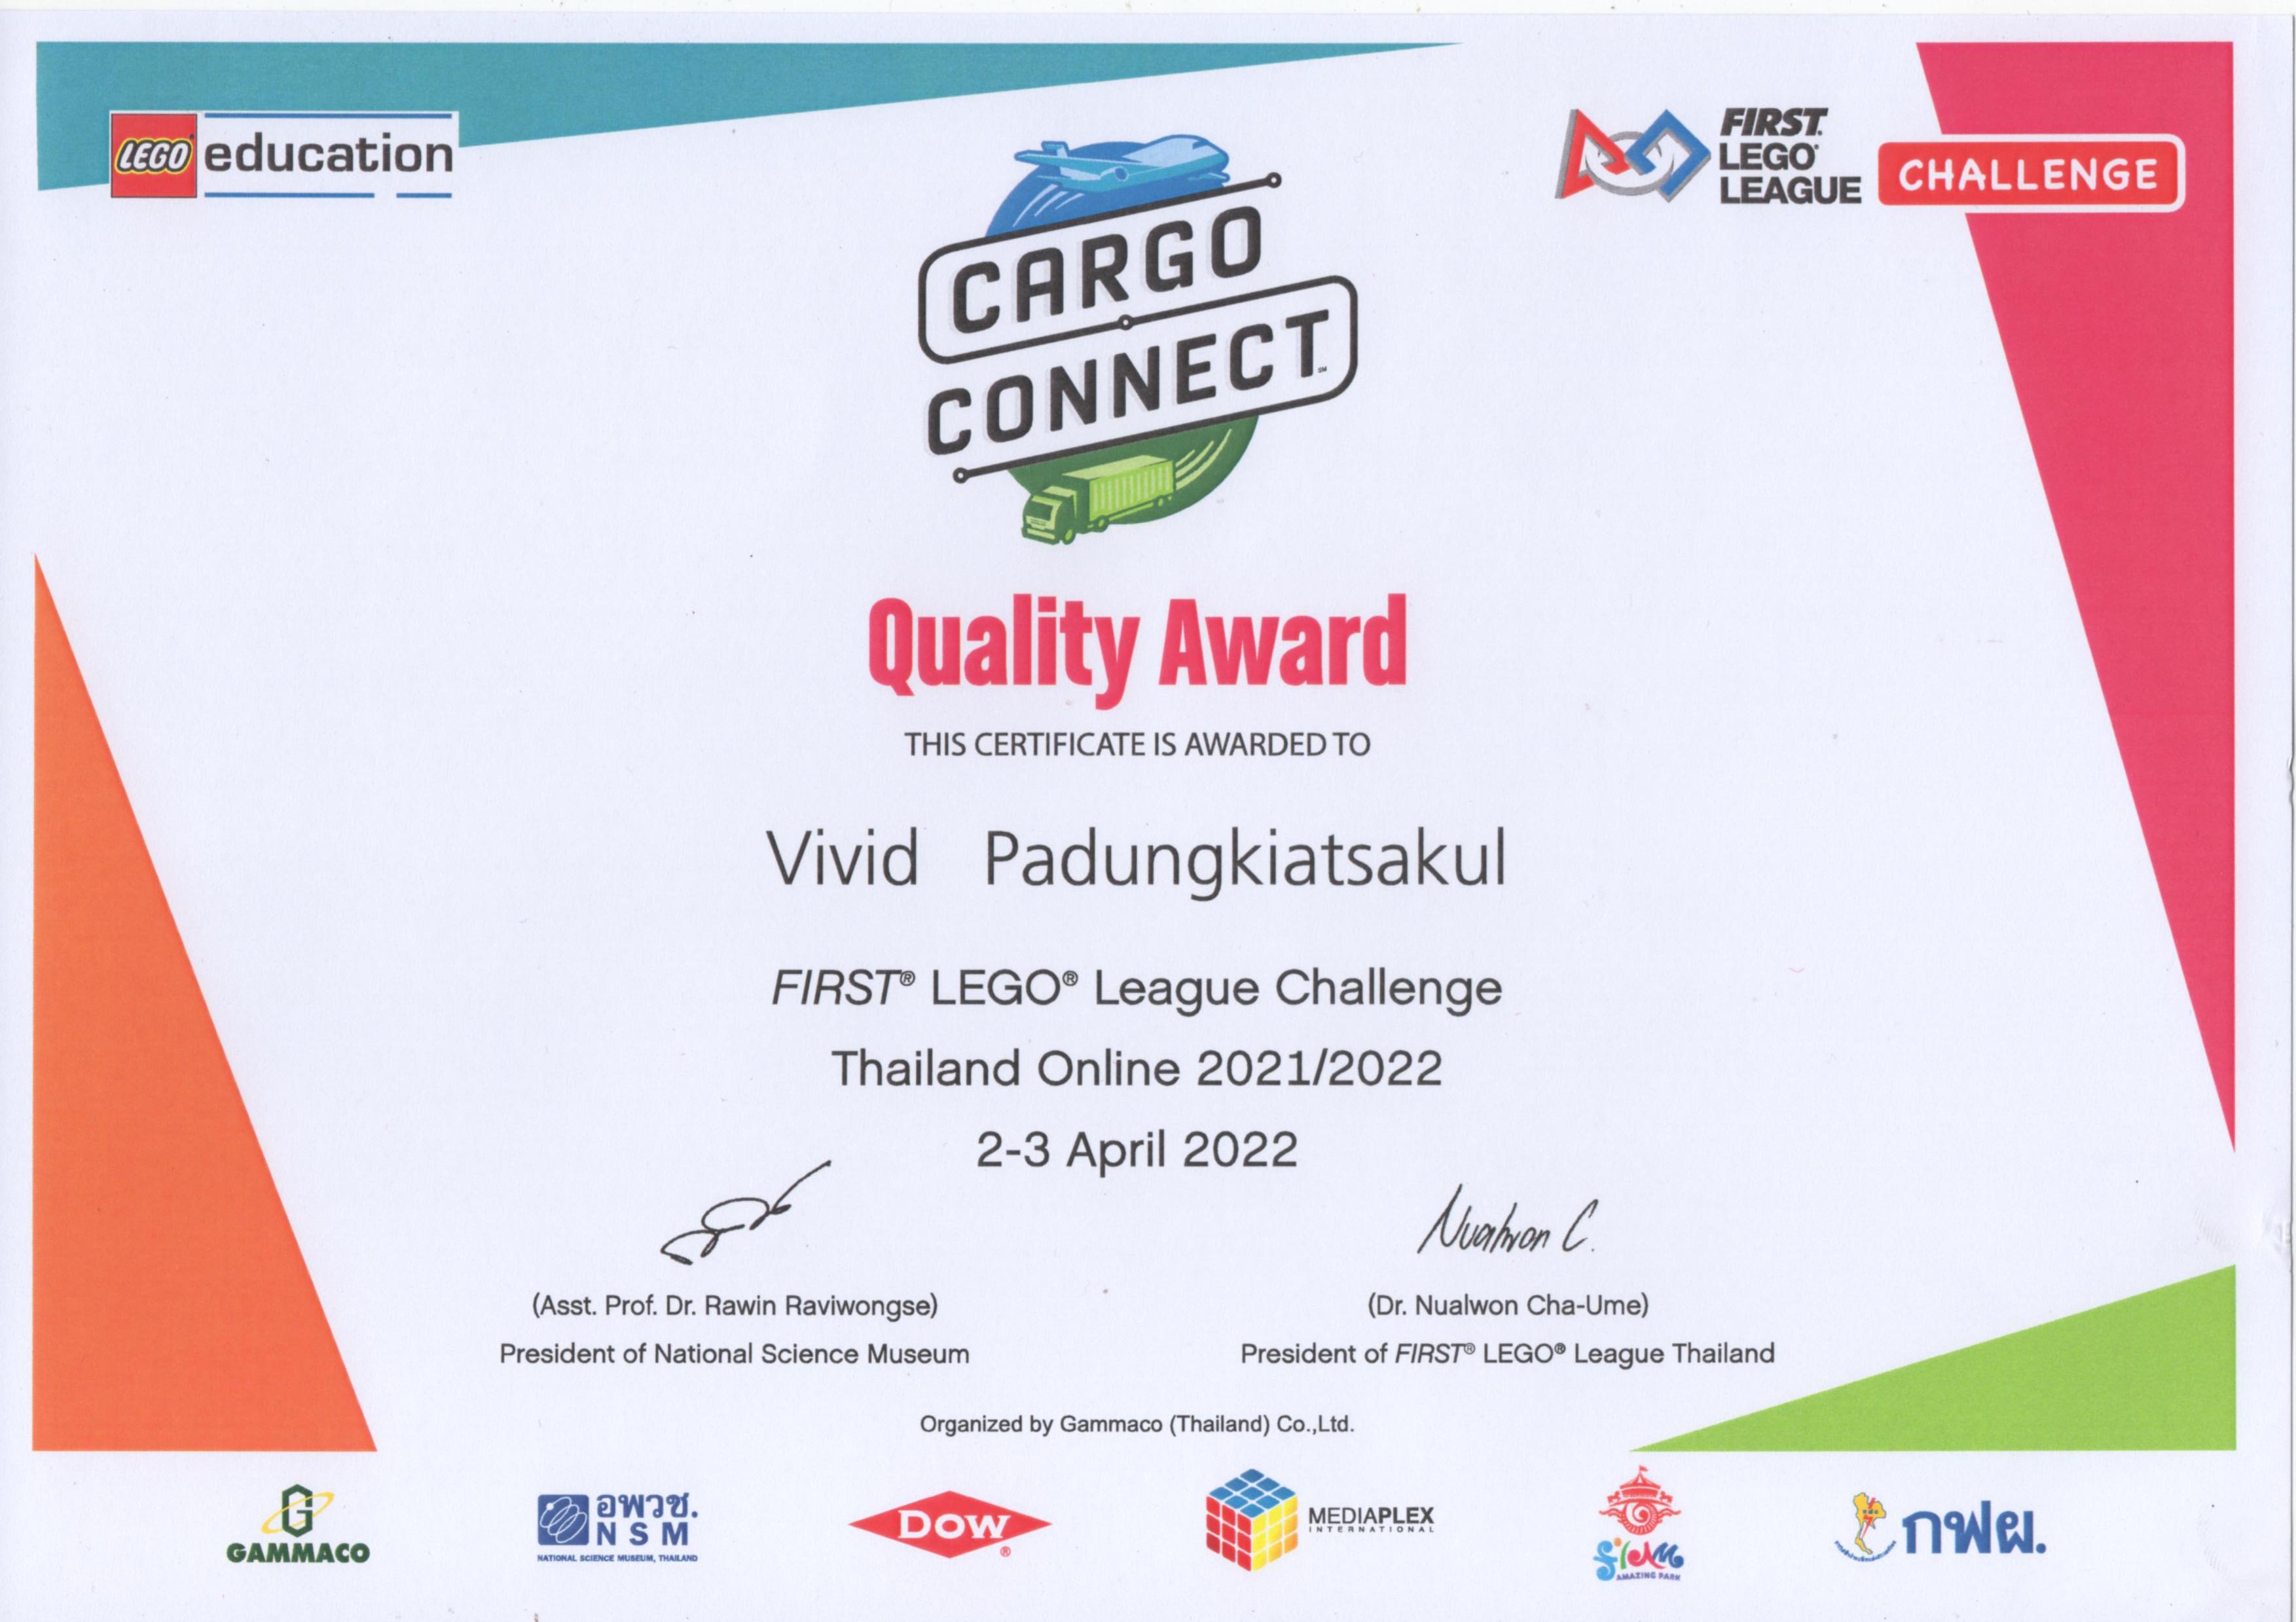 LEGO education
FIRST
LEGO
LEAGUE
CHALLENGE
CARGO
CONNECT
Quality Award
THIS CERTIFICATE IS AWARDED TO
Vivid Padungkiatsakul
FIRST® LEGO® League Challenge
Thailand Online 2021/2022
2-3 April 2022
Nualwon C.
(Asst. Prof. Dr. Rawin Raviwongse)
(Dr. Nualwon Cha-Ume)
President of National Science Museum
President of FIRST® LEGO® League Thailand
Organized by Gammaco (Thailand) Co.,Ltd.
GAMMACO
อพวช.
NSM
NATIONAL SCIENCE MUSEUM, THAILAND
DOW
MEDIAPLEX
INTERNATIONAL
SIAM
AMAZING PARK
กฟผ.